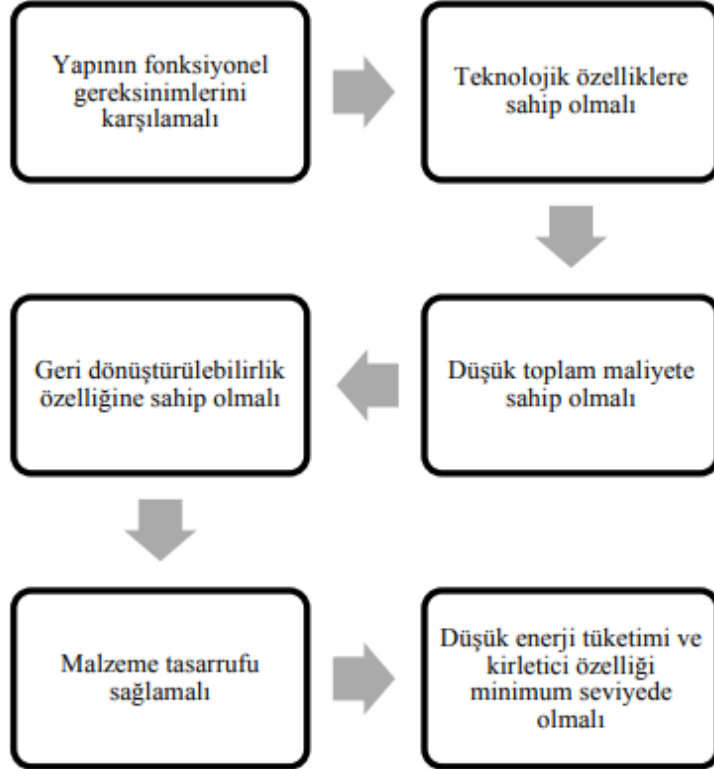 Yapının fonksiyonel
gereksinimlerini
karşılamalı
Teknolojik özelliklere
sahip olmalı
Düşük toplam maliyete
sahip olmalı
Geri dönüştürülebilirlik
özelliğine sahip olmalı
Malzeme tasarrufu
sağlamalı
Düşük enerji tüketimi ve
kirletici özelliği
minimum seviyede
olmalı